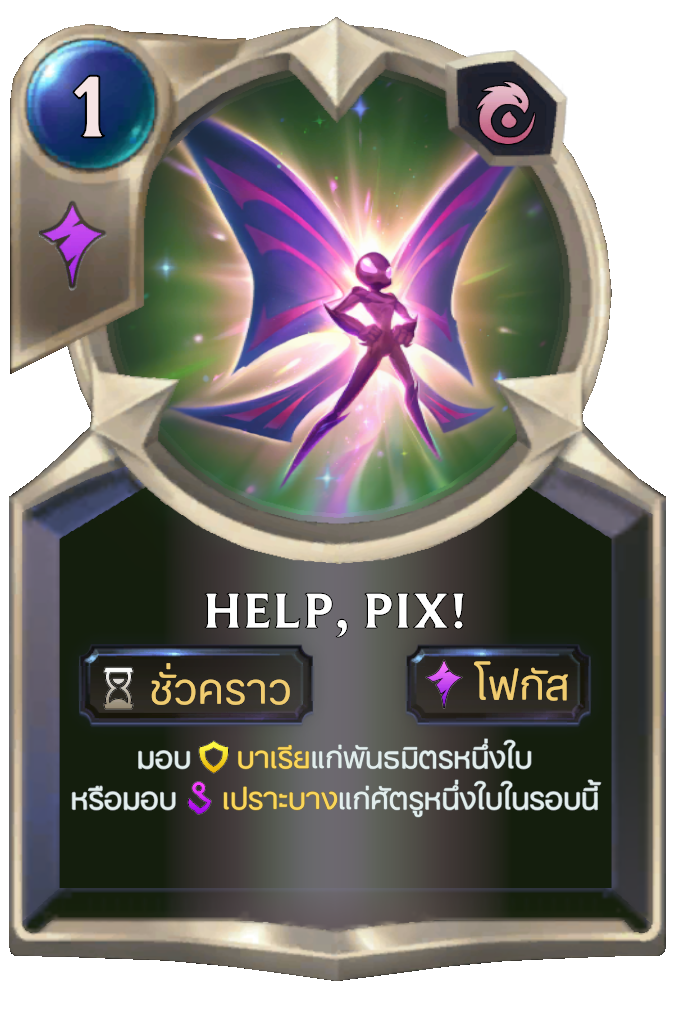 1
HELP, PIX!
ชั่วคราว
โฟกัส
มอบ บาเรียแก่พันธมิตรหนึ่งใบ
หรือมอบ เปราะบางแก่ศัตรูหนึ่งใบในรอบนี้